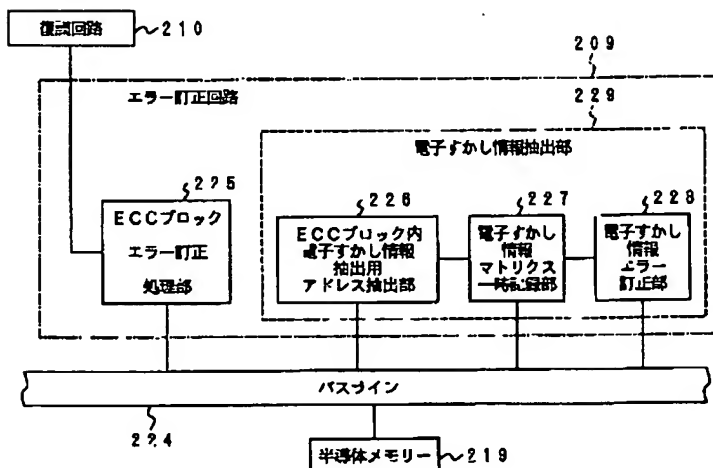 復調回路
210
209
エラー訂正回路
229
電子すかし情報抽出部
225
226
227
228
ECCブロック
エラー訂正
処理部
ECCブロック内
電子すかし情報
抽出用
アドレス抽出部
電子すかし
情報
マトリクス
一時記録部
電子すかし
情報
エラー
訂正部
バスライン
224
半導体メモリー
219